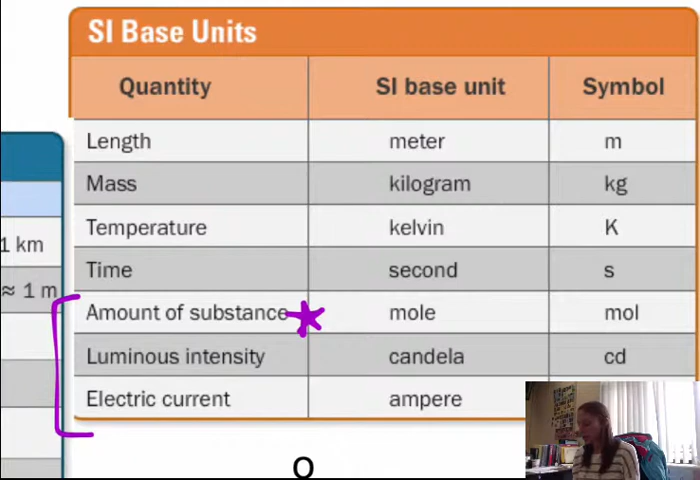 SI Base Units
Quantity SI base unit Symbol
Length meter m
Mass kilogram kg
1 km
Temperature kelvin K
Time second s
≈ 1 m
Amount of substance mole mol
Luminous intensity candela cd
Electric current ampere
O